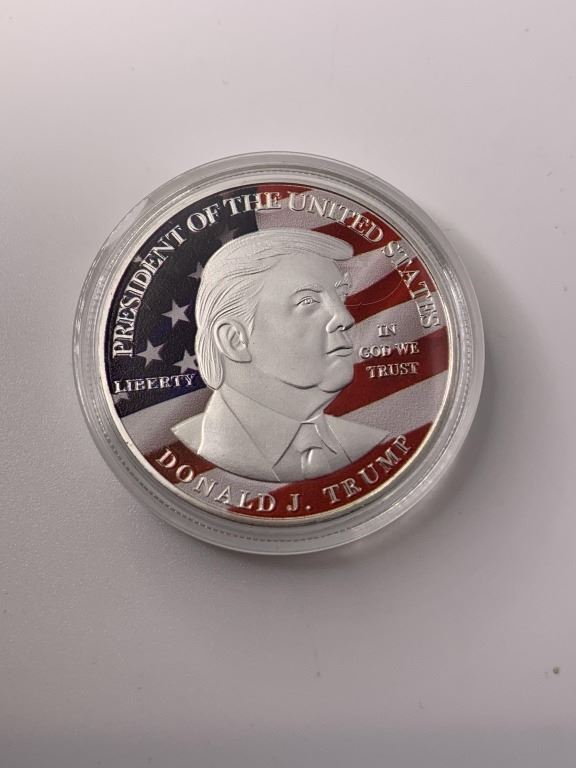 PRESIDENT OF THE UNITED STATES
LIBERTY
IN
GOD WE
TRUST
DONALD J. TRUMP